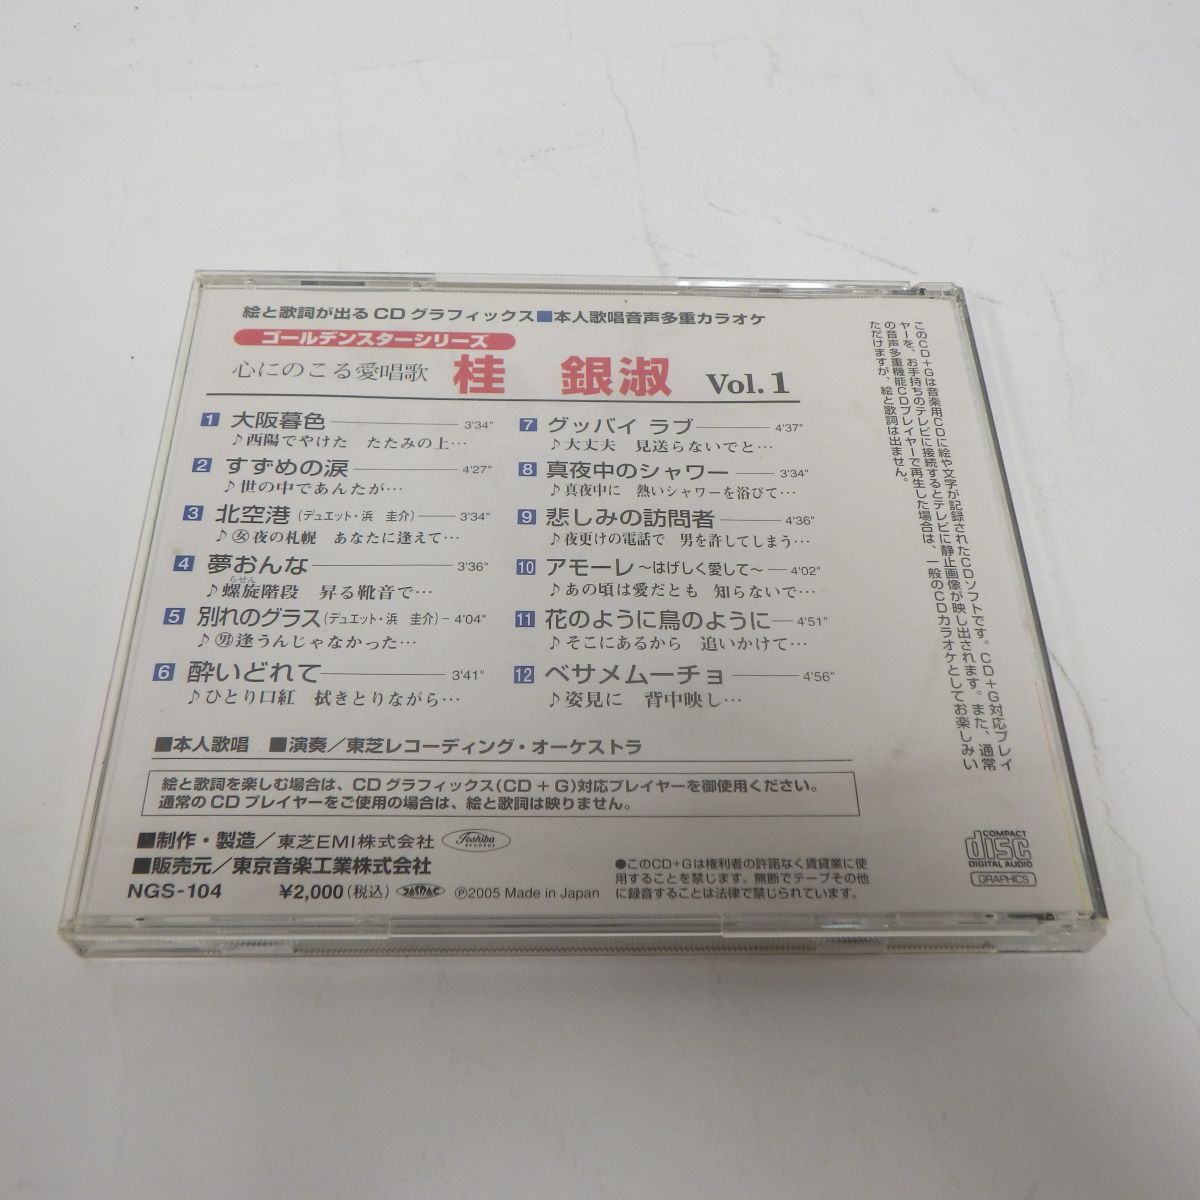 絵と歌詞が出るCDグラフィックス■本人歌唱音声多重カラオケ
ゴールデンスターシリーズ
心にのこる愛唱歌 桂 銀淑 Vol.1
1 大阪暮色 3'34"
♪西陽でやけた たたみの上…
2 すずめの涙 4'27"
♪世の中であんたが…
3 北空港(デュエット・浜 圭介) 3'34"
♪㊛夜の札幌 あなたに逢えて…
4 夢おんな 3'36"
らせん
♪螺旋階段 昇る靴音で…
5 別れのグラス(デュエット・浜 圭介) 4'04"
♪㊚逢うんじゃなかった…
6 酔いどれて 3'41"
♪ひとり口紅 拭きとりながら…
7 グッバイ ラブ 4'37"
♪大丈夫 見送らないでと…
8 真夜中のシャワー 3'34"
♪真夜中に 熱いシャワーを浴びて…
9 悲しみの訪問者 4'36"
♪夜更けの電話で 男を許してしまう…
10 アモーレ〜はげしく愛して〜 4'02"
♪あの頃は愛だとも 知らないで…
11 花のように鳥のように 4'51"
♪そこにあるから 追いかけて…
12 ベサメムーチョ 4'56"
♪姿見に 背中映し…
■本人歌唱 ■演奏/東芝レコーディング・オーケストラ
絵と歌詞を楽しむ場合は、CDグラフィックス(CD+G)対応プレイヤーを御使用ください。
通常のCDプレイヤーをご使用の場合は、絵と歌詞は映りません。
■制作・製造/東芝EMI株式会社 Toshiba RECORDS
■販売元/東京音楽工業株式会社
NGS-104 ¥2,000(税込) JASRAC ℗2005 Made in Japan
●このCD+Gは権利者の許諾なく賃貸業に使
用することを禁じます。無断でテープその他
に録音することは法律で禁じられています。
COMPACT
disc
DIGITAL AUDIO
GRAPHICS
このCD+Gは音楽用CDに絵や文字が記録されたCDソフトです。CD+G対応プレイ
ヤーを、お手持ちのテレビに接続するとテレビに静止画像が映し出されます。また、通常
の音声多重機能CDプレイヤーで再生した場合は、一般のCDカラオケとしてお楽しみい
ただけますが、絵と歌詞は出ません。